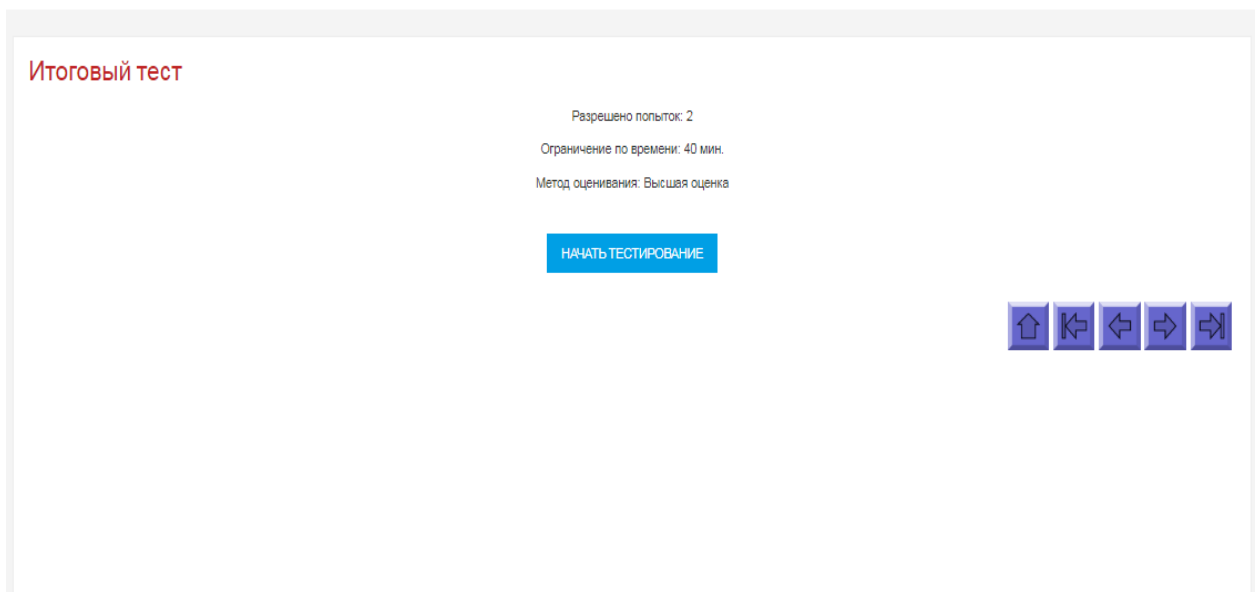 Итоговый тест
Разрешено попыток: 2
Ограничение по времени: 40 мин.
Метод оценивания: Высшая оценка
НАЧАТЬ ТЕСТИРОВАНИЕ